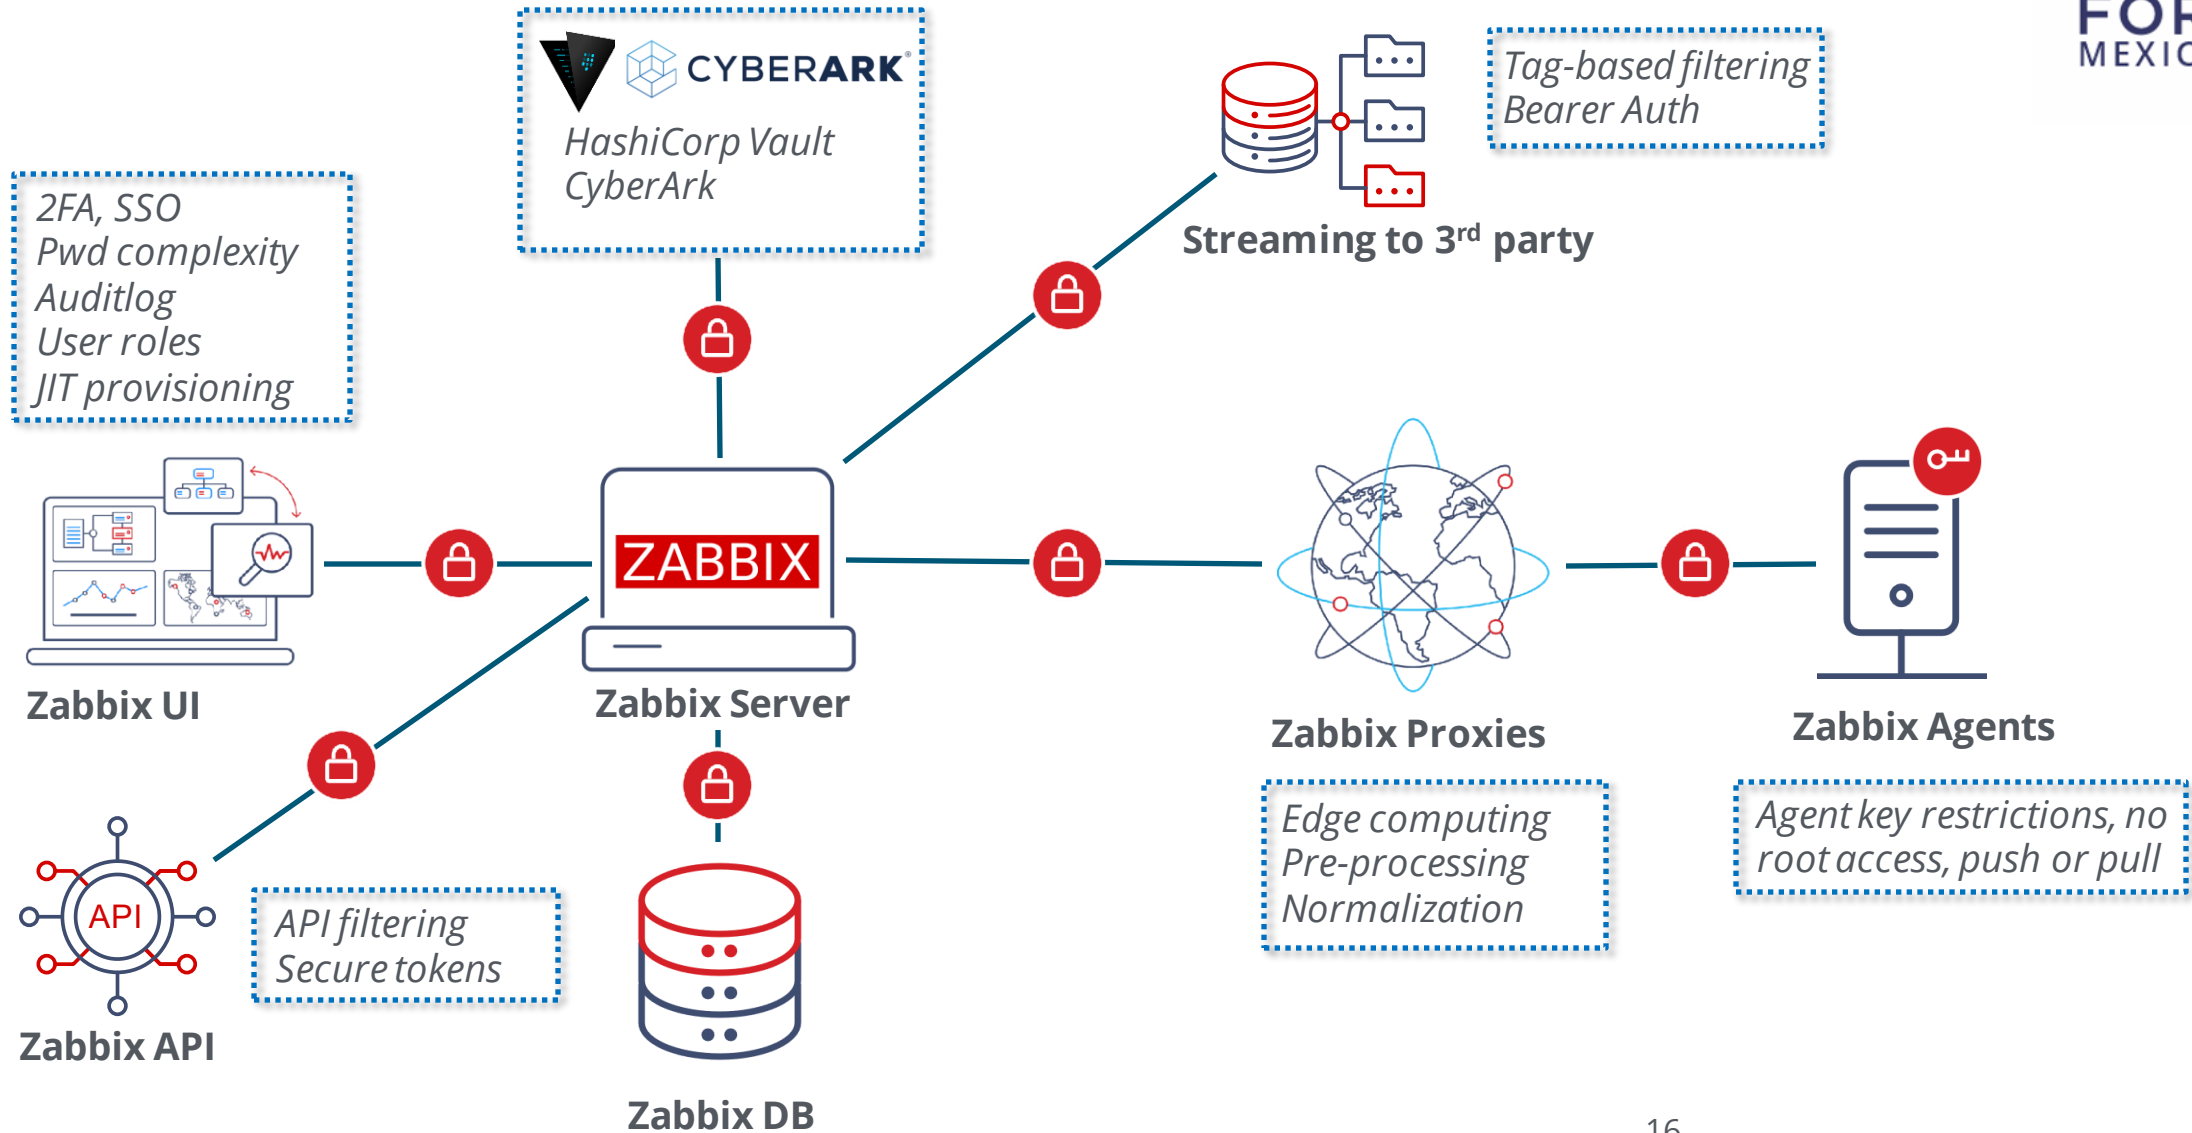 CYBERARK
HashiCorp Vault
CyberArk
Tag-based filtering
Bearer Auth
2FA, SSO
Pwd complexity
Auditlog
User roles
JIT provisioning
Streaming to 3rd party
ZABBIX
Zabbix UI
Zabbix Server
Zabbix Proxies
Zabbix Agents
Edge computing
Pre-processing
Normalization
Agent key restrictions, no
root access, push or pull
API
API filtering
Secure tokens
Zabbix API
Zabbix DB
16